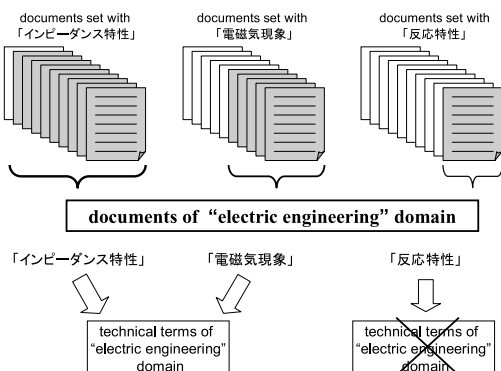 documents set with
「インピーダンス特性」
documents set with
「電磁気現象」
documents set with
「反応特性」
documents of “electric engineering” domain
「インピーダンス特性」
「電磁気現象」
「反応特性」
technical terms of
“electric engineering”
domain
technical terms of
“electric engineering”
domain